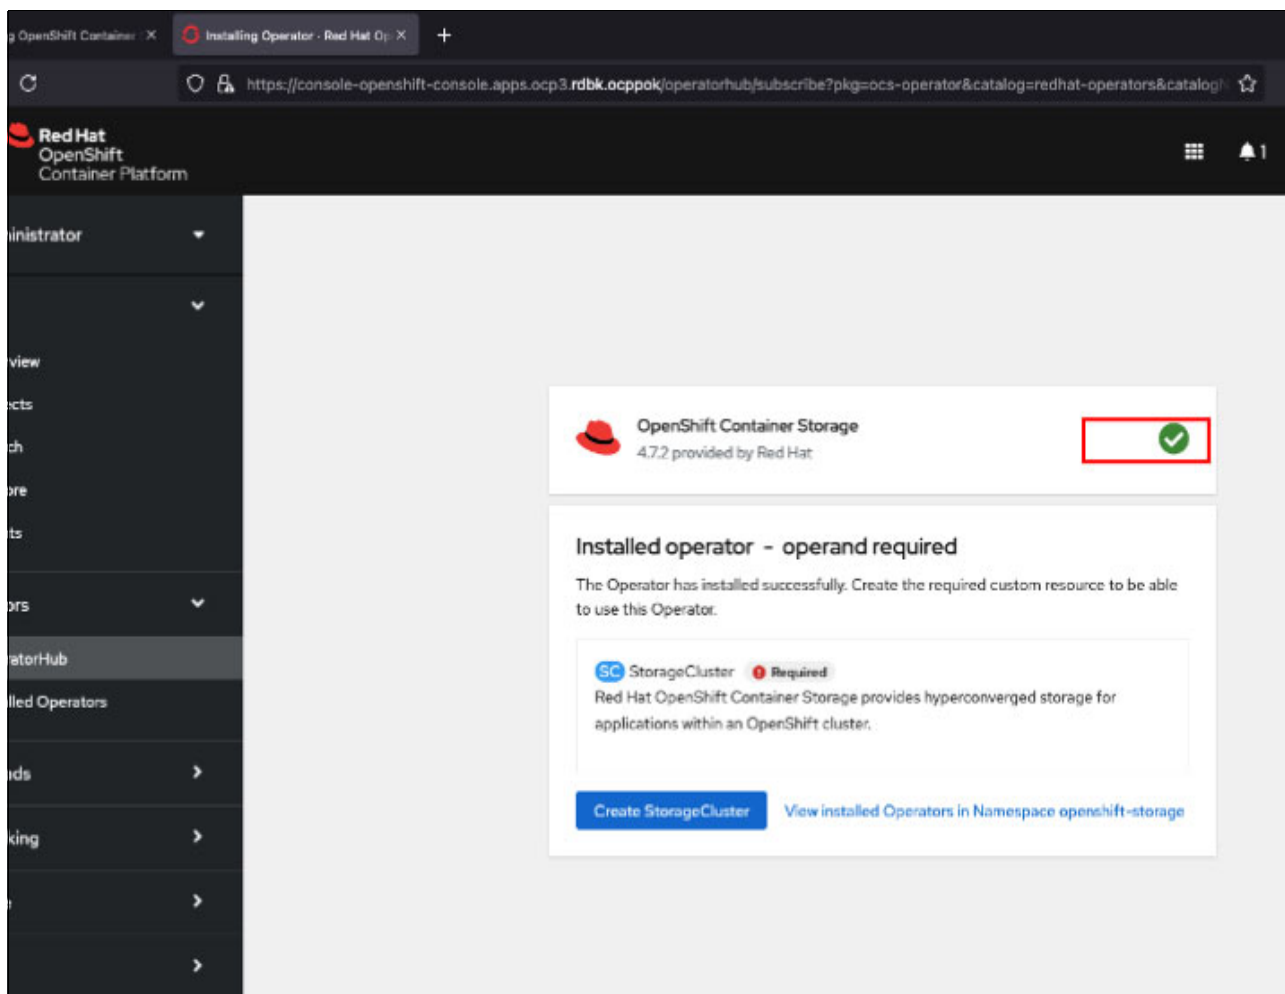 g OpenShift Container × Installing Operator · Red Hat Op × +
https://console-openshift-console.apps.ocp3.rdbk.ocppok/operatorhub/subscribe?pkg=ocs-operator&catalog=redhat-operators&catalog
Red Hat
OpenShift
Container Platform
1
inistrator
view
ects
ch
ore
ts
ors
atorHub
lled Operators
ads
king
OpenShift Container Storage
4.7.2 provided by Red Hat
Installed operator - operand required
The Operator has installed successfully. Create the required custom resource to be able
to use this Operator.
SC StorageCluster Required
Red Hat OpenShift Container Storage provides hyperconverged storage for
applications within an OpenShift cluster.
Create StorageCluster View installed Operators in Namespace openshift-storage